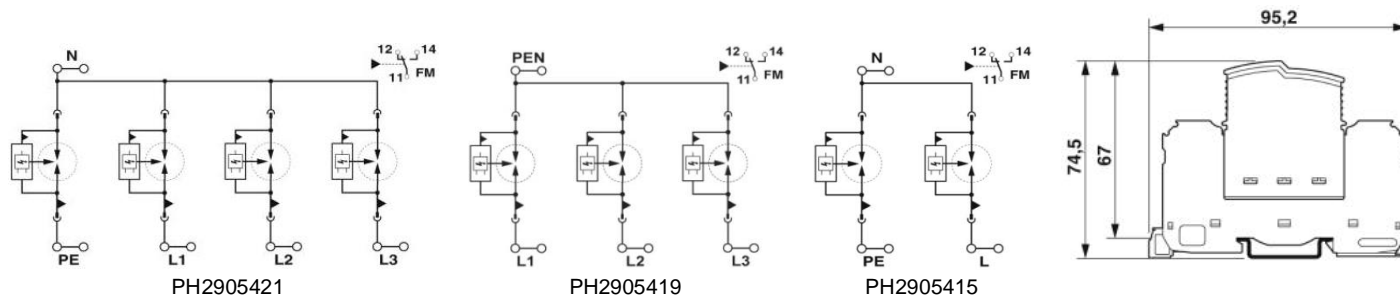 N
12 14
11 FM
PE L1 L2 L3
PH2905421
PEN
12 14
11 FM
L1 L2 L3
PH2905419
N
12 14
11 FM
PE L
PH2905415
95,2
74,5
67